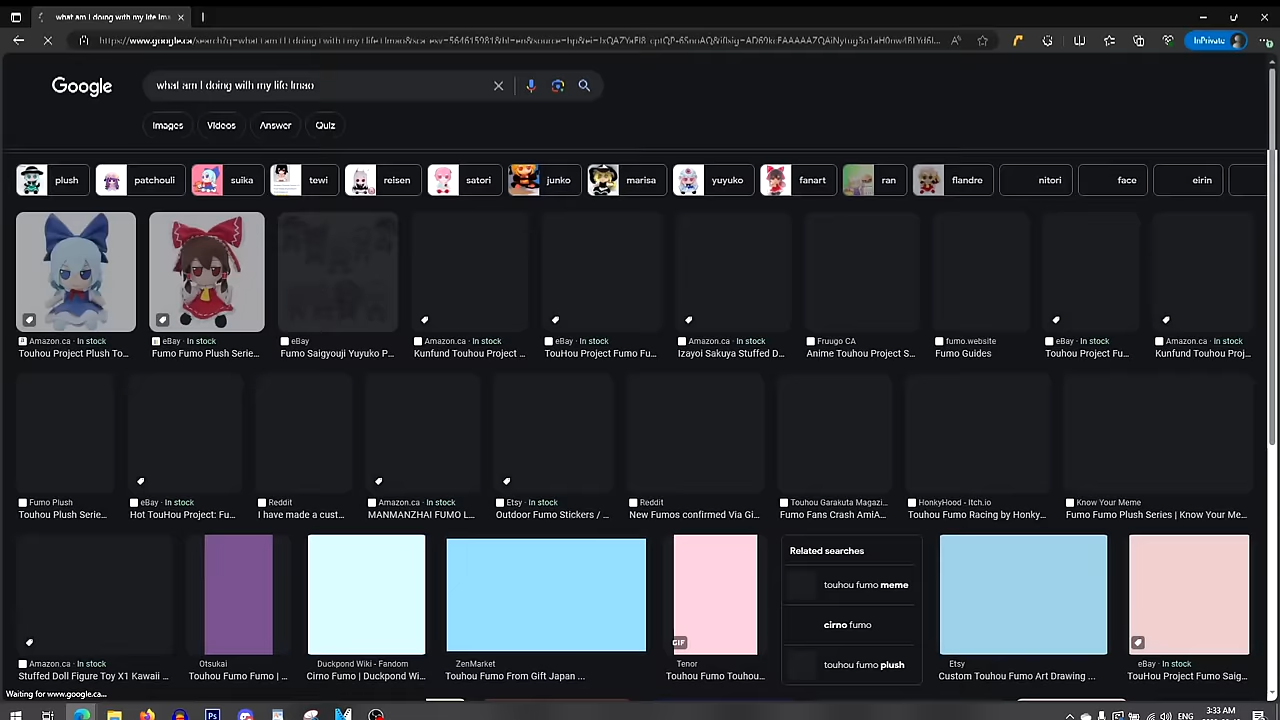 what am I doing with my life lma
InPrivate
Google
what am I doing with my life lmao
Images Videos Answer Quiz
plush patchouli suika tewi reisen satori junko marisa yuyuko fanart ran flandre nitori face eirin
Amazon.ca · In stock
Touhou Project Plush To...
eBay · In stock
Fumo Fumo Plush Serie...
eBay
Fumo Saigyouji Yuyuko P...
Amazon.ca · In stock
Kunfund Touhou Project ...
eBay · In stock
TouHou Project Fumo Fu...
Amazon.ca · In stock
Izayoi Sakuya Stuffed D...
Fruugo CA
Anime Touhou Project S...
fumo.website
Fumo Guides
eBay · In stock
Touhou Project Fu...
Amazon.ca · In stock
Kunfund Touhou Proj...
Fumo Plush
Touhou Plush Serie...
eBay · In stock
Hot TouHou Project: Fu...
Reddit
I have made a cust...
Amazon.ca · In stock
MANMANZHAI FUMO L...
Etsy · In stock
Outdoor Fumo Stickers / ...
Reddit
New Fumos confirmed Via Gi...
Touhou Garakuta Magazi...
Fumo Fans Crash AmiA...
HonkyHood - Itch.io
Touhou Fumo Racing by Honky...
Know Your Meme
Fumo Fumo Plush Series | Know Your Me...
Amazon.ca · In stock
Stuffed Doll Figure Toy X1 Kawaii ...
Otsukai
Touhou Fumo Fumo | ...
Duckpond Wiki - Fandom
Cirno Fumo | Duckpond Wi...
ZenMarket
Touhou Fumo From Gift Japan ...
GIF
Tenor
Touhou Fumo Touhou...
Related searches
touhou fumo meme
cirno fumo
touhou fumo plush
Etsy
Custom Touhou Fumo Art Drawing ...
eBay · In stock
TouHou Project Fumo Saig...
Waiting for www.google.ca...
Ps
ENG
3:33 AM